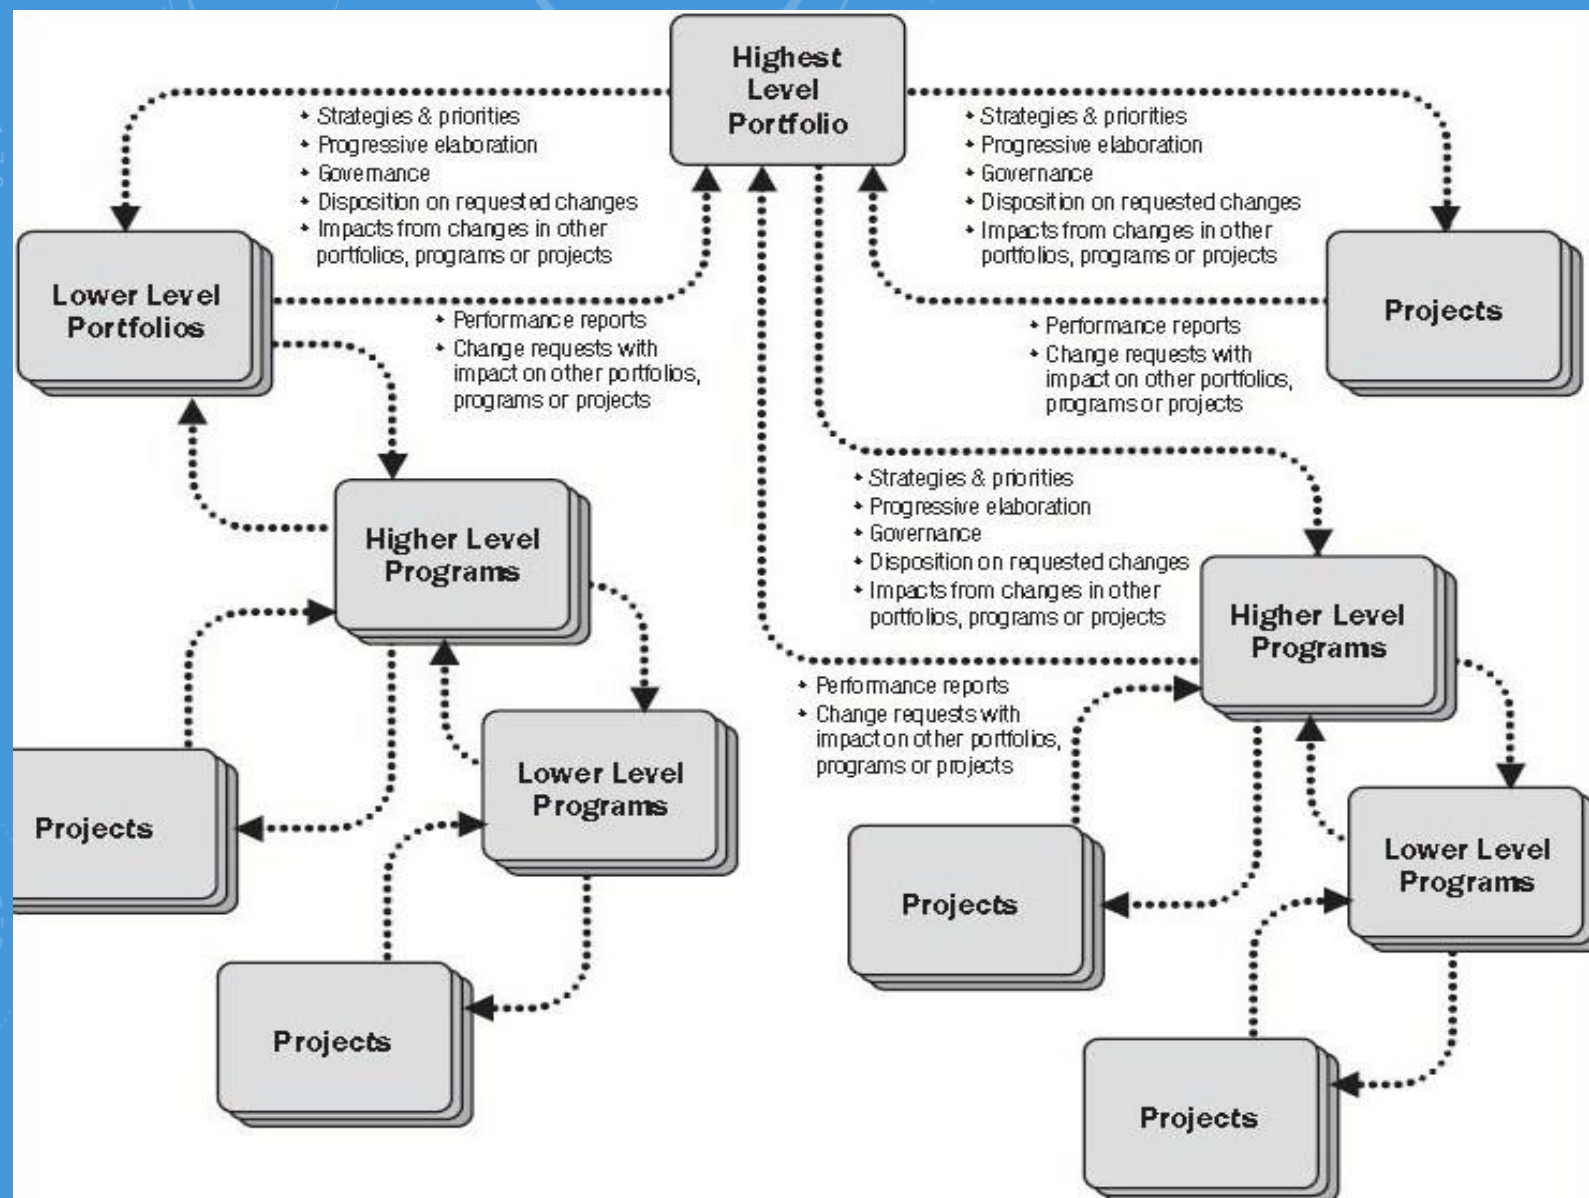 Highest
Level
Portfolio
• Strategies & priorities
• Progressive elaboration
• Governance
• Disposition on requested changes
• Impacts from changes in other
portfolios, programs or projects
• Strategies & priorities
• Progressive elaboration
• Governance
• Disposition on requested changes
• Impacts from changes in other
portfolios, programs or projects
Lower Level
Portfolios
Projects
• Performance reports
• Change requests with
impact on other portfolios,
programs or projects
• Performance reports
• Change requests with
impact on other portfolios,
programs or projects
• Strategies & priorities
• Progressive elaboration
• Governance
• Disposition on requested changes
• Impacts from changes in other
portfolios, programs or projects
Higher Level
Programs
Higher Level
Programs
• Performance reports
• Change requests with
impact on other portfolios,
programs or projects
Lower Level
Programs
Projects
Lower Level
Programs
Projects
Projects
Projects